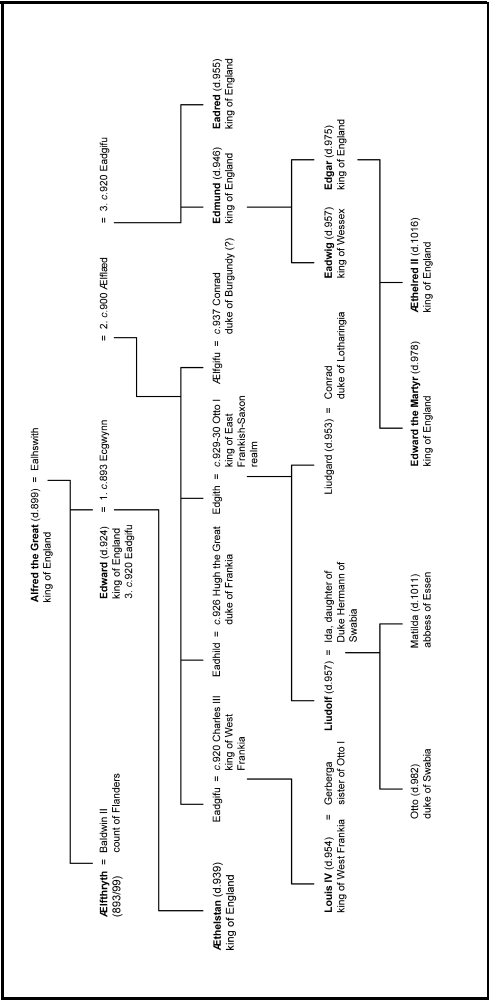 Alfred the Great (d.899) = Ealhswith
king of England
Ælfthryth = Baldwin II
(893/99) count of Flanders
Edward (d.924) = 1. c.893 Ecgwynn
king of England
3. c.920 Eadgifu
= 2. c.900 Ælflæd
= 3. c.920 Eadgifu
Æthelstan (d.939)
king of England
Eadgifu = c.920 Charles III
king of West
Frankia
Eadhild = c.926 Hugh the Great
duke of Frankia
Edgith = c.929-30 Otto I
king of East
Frankish-Saxon
realm
Ælfgifu = c.937 Conrad
duke of Burgundy (?)
Edmund (d.946)
king of England
Eadred (d.955)
king of England
Louis IV (d.954) = Gerberga
king of West Frankia sister of Otto I
Liudolf (d.957) = Ida, daughter of
Duke Hermann of
Swabia
Liudgard (d.953) = Conrad
duke of Lotharingia
Eadwig (d.957)
king of Wessex
Edgar (d.975)
king of England
Otto (d.982)
duke of Swabia
Matilda (d.1011)
abbess of Essen
Edward the Martyr (d.978)
king of England
Æthelred II (d.1016)
king of England